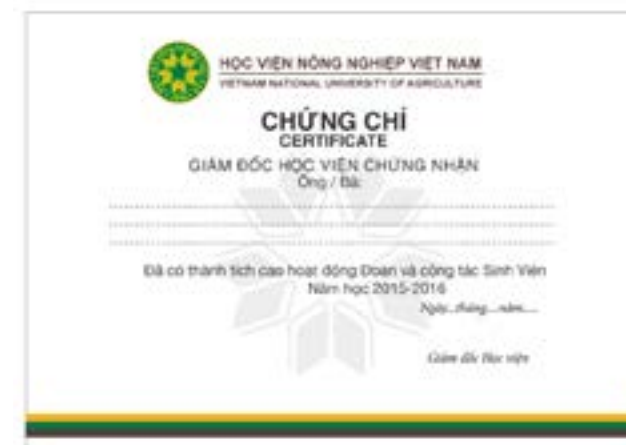 HỌC VIỆN NÔNG NGHIỆP VIỆT NAM
VIETNAM NATIONAL UNIVERSITY OF AGRICULTURE
CHỨNG CHỈ
CERTIFICATE
GIÁM ĐỐC HỌC VIỆN CHỨNG NHẬN
Ông / Bà:
Đã có thành tích cao hoạt động Đoàn và công tác Sinh Viên
Năm học 2015-2016
Ngày...tháng....năm.....
Giám đốc Học viện